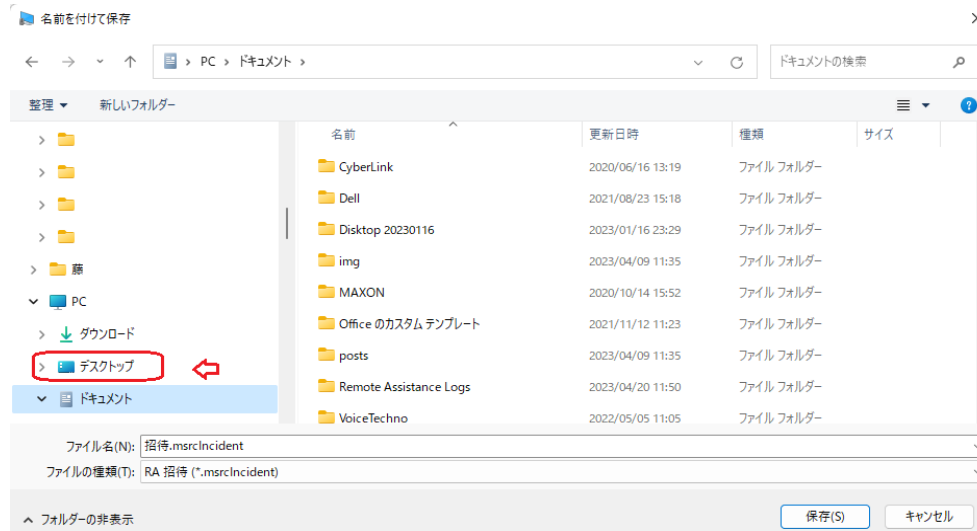 名前を付けて保存
PC ドキュメント
ドキュメントの検索
整理 新しいフォルダー
名前 更新日時 種類 サイズ
CyberLink 2020/06/16 13:19 ファイル フォルダー
Dell 2021/08/23 15:18 ファイル フォルダー
Disktop 20230116 2023/01/16 23:29 ファイル フォルダー
img 2023/04/09 11:35 ファイル フォルダー
MAXON 2020/10/14 15:52 ファイル フォルダー
Office のカスタム テンプレート 2021/11/12 11:23 ファイル フォルダー
posts 2023/04/09 11:35 ファイル フォルダー
Remote Assistance Logs 2023/04/20 11:50 ファイル フォルダー
VoiceTechno 2022/05/05 11:05 ファイル フォルダー
藤
PC
ダウンロード
デスクトップ
ドキュメント
ファイル名(N): 招待.msrcIncident
ファイルの種類(T): RA 招待 (*.msrcIncident)
フォルダーの非表示
保存(S) キャンセル